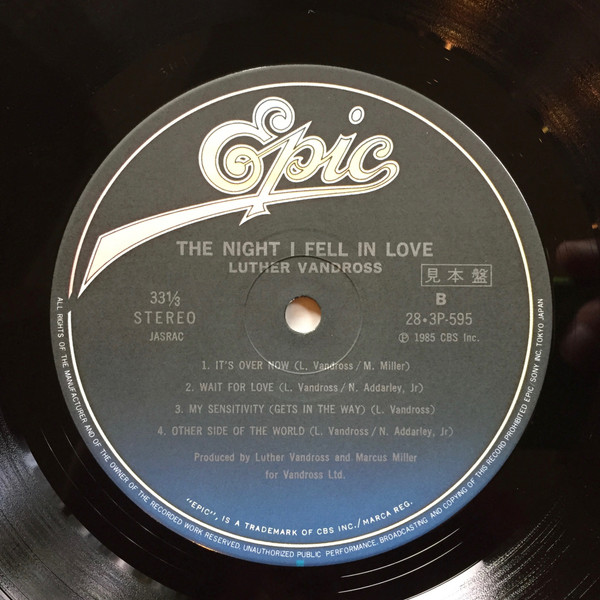 Epic
THE NIGHT I FELL IN LOVE
LUTHER VANDROSS
見本盤
33 1/3
STEREO
JASRAC
B
28・3P-595
Ⓟ 1985 CBS Inc.
1. IT'S OVER NOW (L. Vandross/M. Miller)
2. WAIT FOR LOVE (L. Vandross/N. Addarley, Jr)
3. MY SENSITIVITY (GETS IN THE WAY) (L. Vandross)
4. OTHER SIDE OF THE WORLD (L. Vandross/N. Addarley, Jr)
Produced by Luther Vandross and Marcus Miller
for Vandross Ltd.
"EPIC", IS A TRADEMARK OF CBS INC./MARCA REG.
ALL RIGHTS OF THE MANUFACTURER AND OF THE OWNER OF THE RECORDED WORK RESERVED. UNAUTHORIZED PUBLIC PERFORMANCE, BROADCASTING AND COPYING OF THIS RECORD PROHIBITED EPIC SONY INC. TOKYO JAPAN